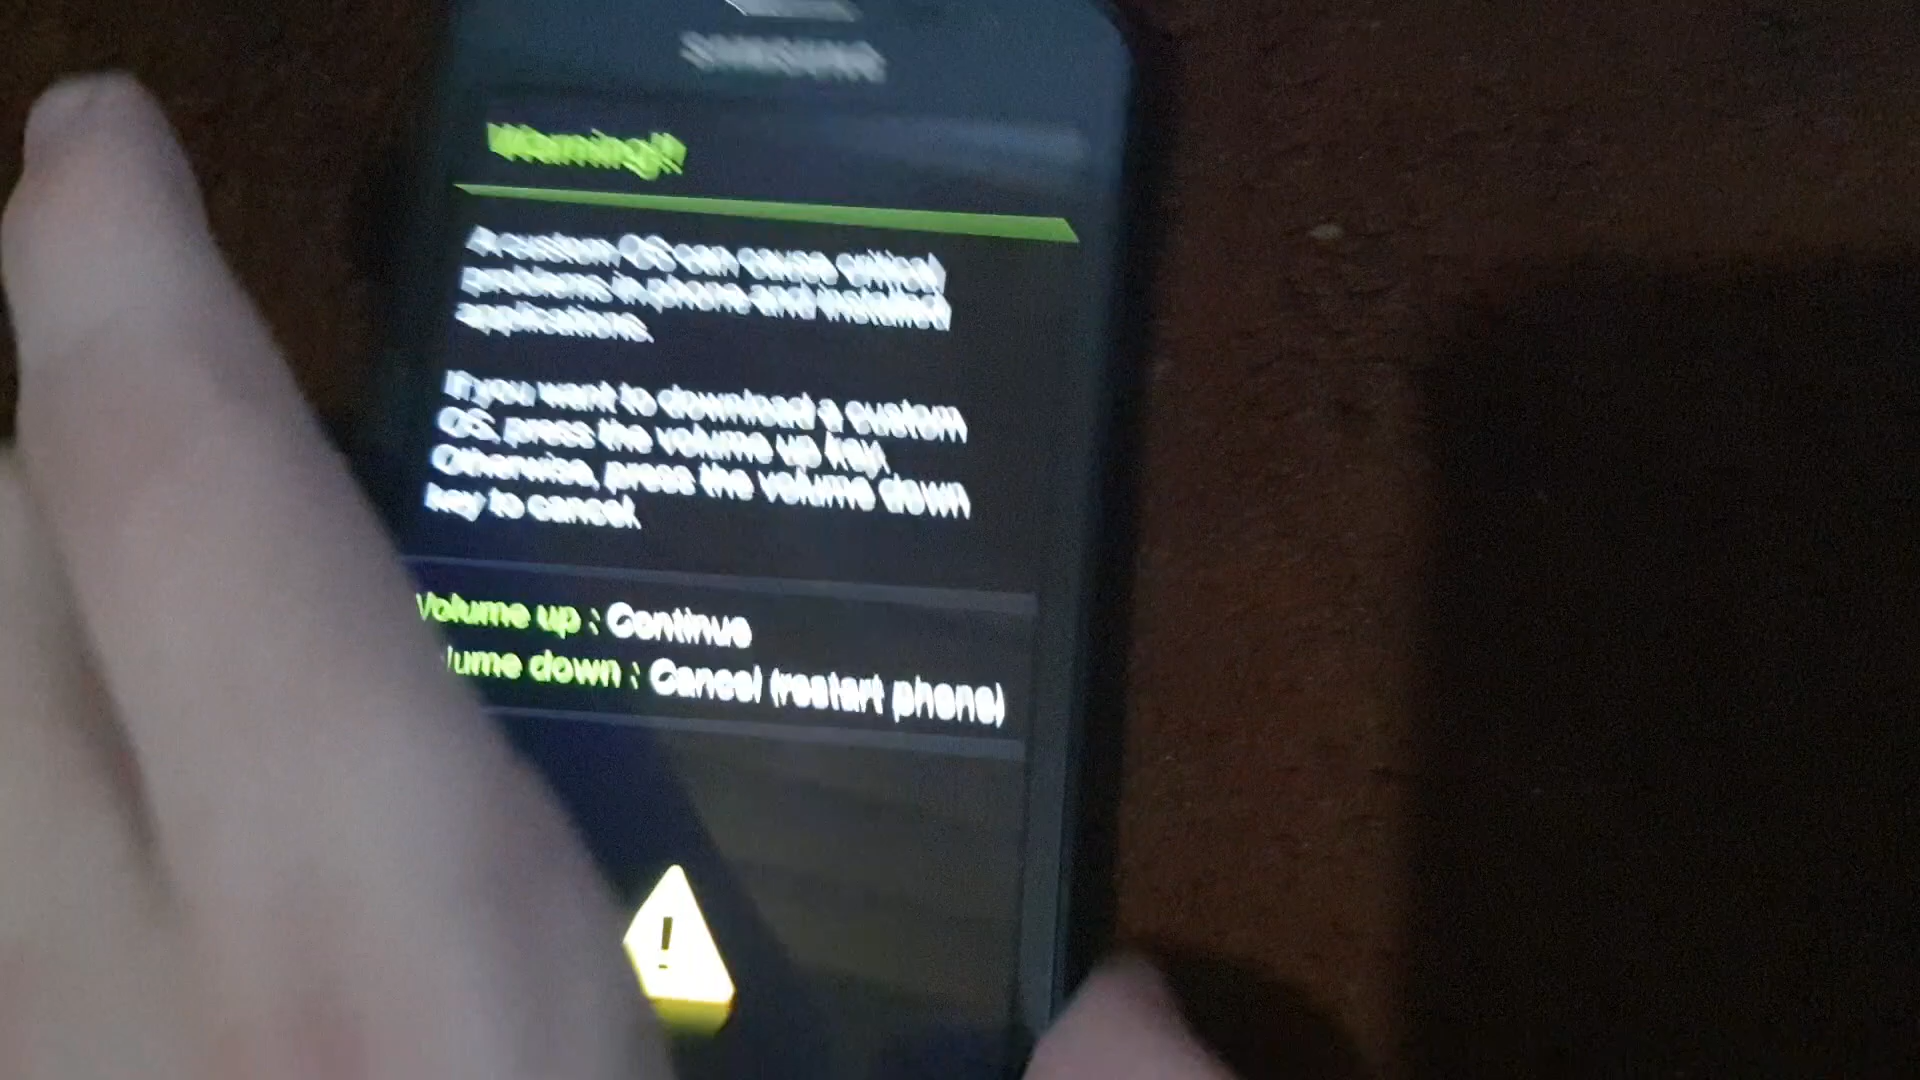 SAMSUNG
Warning!!
A custom OS can cause critical
problems in phone and installed
applications.
If you want to download a custom
OS, press the volume up key.
Otherwise, press the volume down
key to cancel.
Volume up : Continue
lume down : Cancel (restart phone)
!